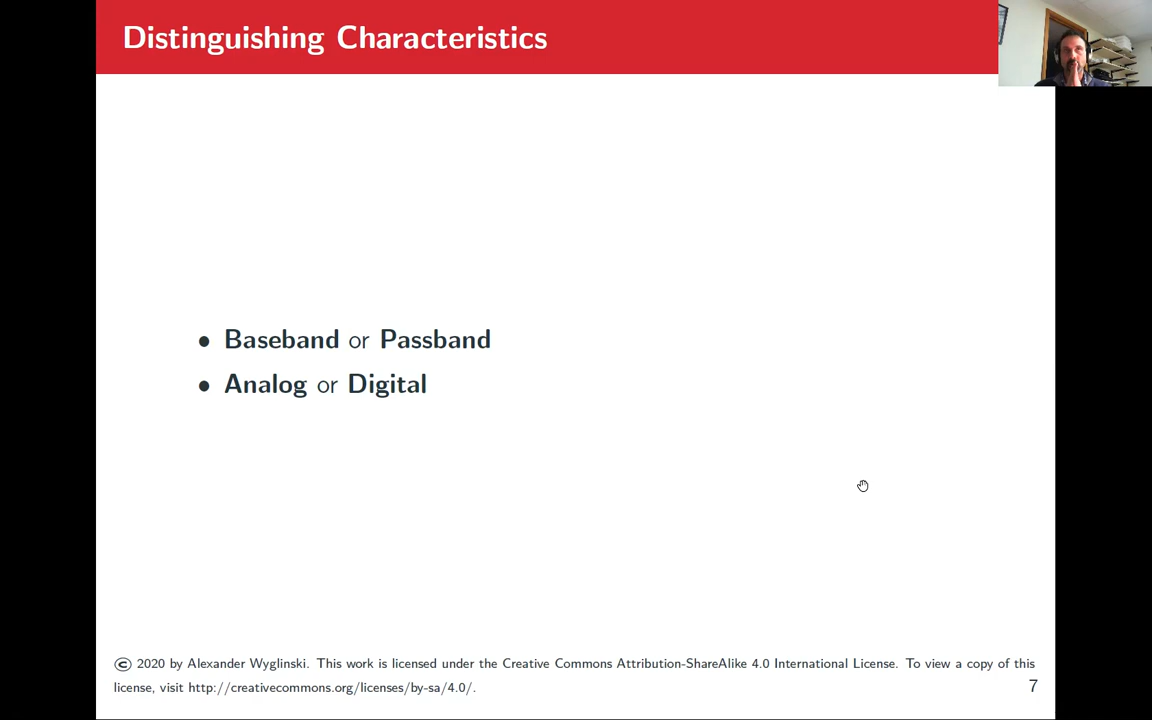 Distinguishing Characteristics
• Baseband or Passband
• Analog or Digital
© 2020 by Alexander Wyglinski. This work is licensed under the Creative Commons Attribution-ShareAlike 4.0 International License. To view a copy of this
license, visit http://creativecommons.org/licenses/by-sa/4.0/.
7